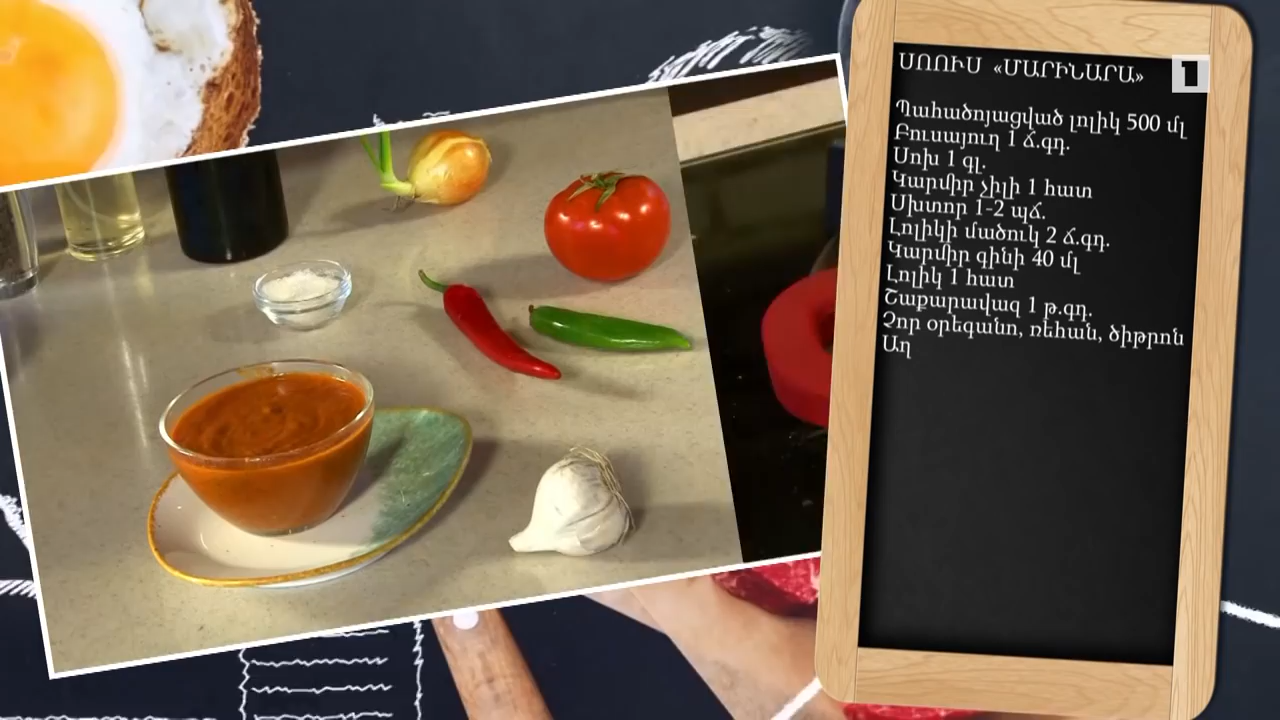 ՍՈՈՒՍ «ՄԱՐԻՆԱՐԱ»
1
Պահածոյացված լոլիկ 500 մլ
Բուսայուղ 1 ճ.գդ.
Սոխ 1 գլ.
Կարմիր չիլի 1 հատ
Սխտոր 1-2 պճ.
Լոլիկի մածուկ 2 ճ.գդ.
Կարմիր գինի 40 մլ
Լոլիկ 1 հատ
Շաքարավազ 1 թ.գդ.
Չոր օրեգանո, ռեհան, ծիթրոն
Աղ